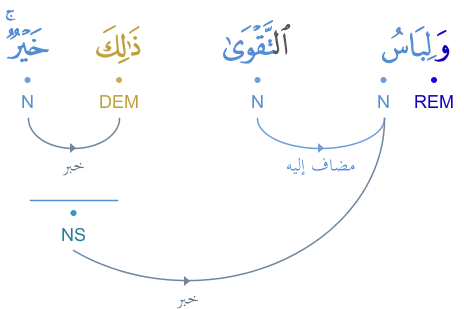 وَلِبَاسُ ٱلتَّقْوَىٰ ذَٰلِكَ خَيْرٌ ۚ
REM N N DEM N
مضاف إليه
خبر
NS
خبر